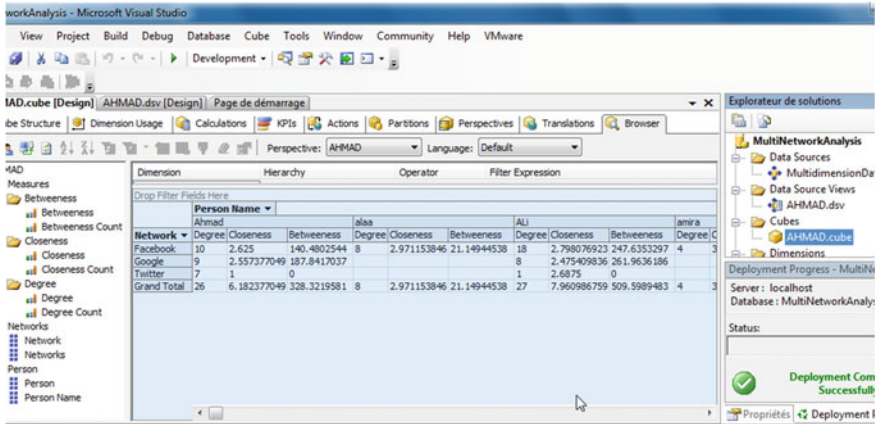 workAnalysis - Microsoft Visual Studio
View Project Build Debug Database Cube Tools Window Community Help VMware
Development
MAD.cube [Design] AHMAD.dsv [Design] Page de démarrage
be Structure Dimension Usage Calculations KPIs Actions Partitions Perspectives Translations Browser
Perspective: AHMAD Language: Default
MAD
Measures
Betweeness
Betweeness
Betweeness Count
Closeness
Closeness
Closeness Count
Degree
Degree
Degree Count
Networks
Network
Networks
Person
Person
Person Name
Dimension Hierarchy Operator Filter Expression
Drop Filter Fields Here
Person Name
Ahmad alaa ALi amira
Network Degree Closeness Betweeness Degree Closeness Betweeness Degree Closeness Betweeness Degree C
Facebook 10 2.625 140.4802544 8 2.971153846 21.14944538 18 2.798076923 247.6353297 4 3
Google 9 2.557377049 187.8417037 8 2.475409836 261.9636186
Twitter 7 1 0 1 2.6875 0
Grand Total 26 6.182377049 328.3219581 8 2.971153846 21.14944538 27 7.960986759 509.5989483 4 3
Explorateur de solutions
MultiNetworkAnalysis
Data Sources
MultidimensionDa
Data Source Views
AHMAD.dsv
Cubes
AHMAD.cube
Dimensions
Deployment Progress - MultiNe
Server : localhost
Database : MultiNetworkAnalys
Status:
Deployment Com
Successfull
Propriétés Deployment P